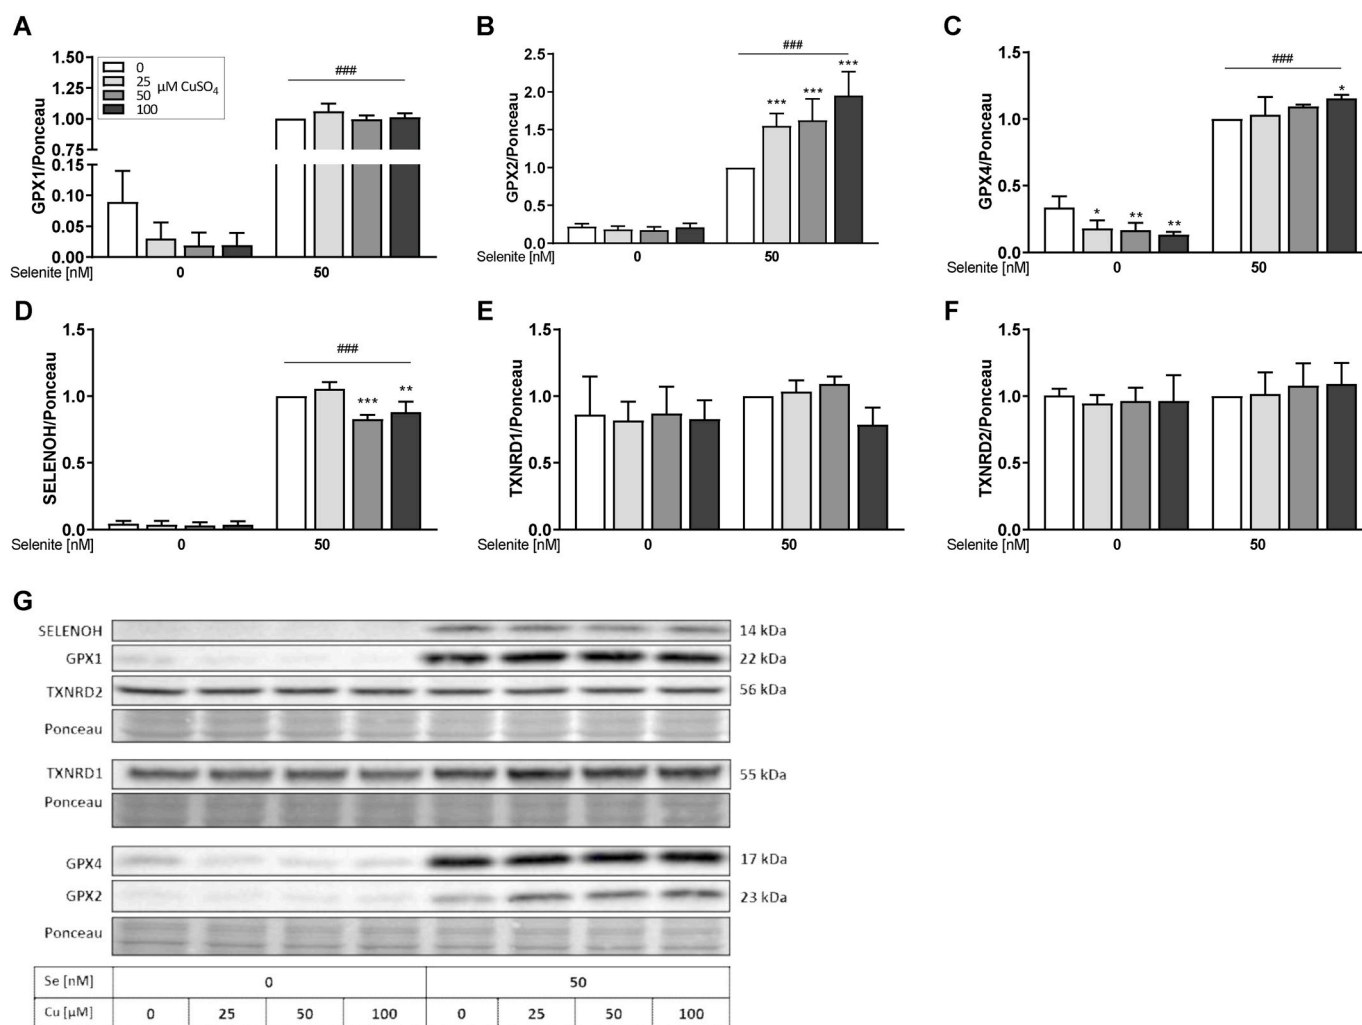 A
GPX1/Ponceau
1.50
1.25
1.00
0.75
0.15
0.10
0.05
0.00
0
25
50
100
μM CuSO4
###
Selenite [nM]
0
50
B
GPX2/Ponceau
2.5
2.0
1.5
1.0
0.5
0.0
###
***
***
***
Selenite [nM]
0
50
C
GPX4/Ponceau
1.5
1.0
0.5
0.0
###
*
*
**
**
Selenite [nM]
0
50
D
SELENOH/Ponceau
1.5
1.0
0.5
0.0
###
***
**
Selenite [nM]
0
50
E
TXNRD1/Ponceau
1.5
1.0
0.5
0.0
Selenite [nM]
0
50
F
TXNRD2/Ponceau
1.5
1.0
0.5
0.0
Selenite [nM]
0
50
G
SELENOH 14 kDa
GPX1 22 kDa
TXNRD2 56 kDa
Ponceau
TXNRD1 55 kDa
Ponceau
GPX4 17 kDa
GPX2 23 kDa
Ponceau
Se [nM] 0 50
Cu [μM] 0 25 50 100 0 25 50 100